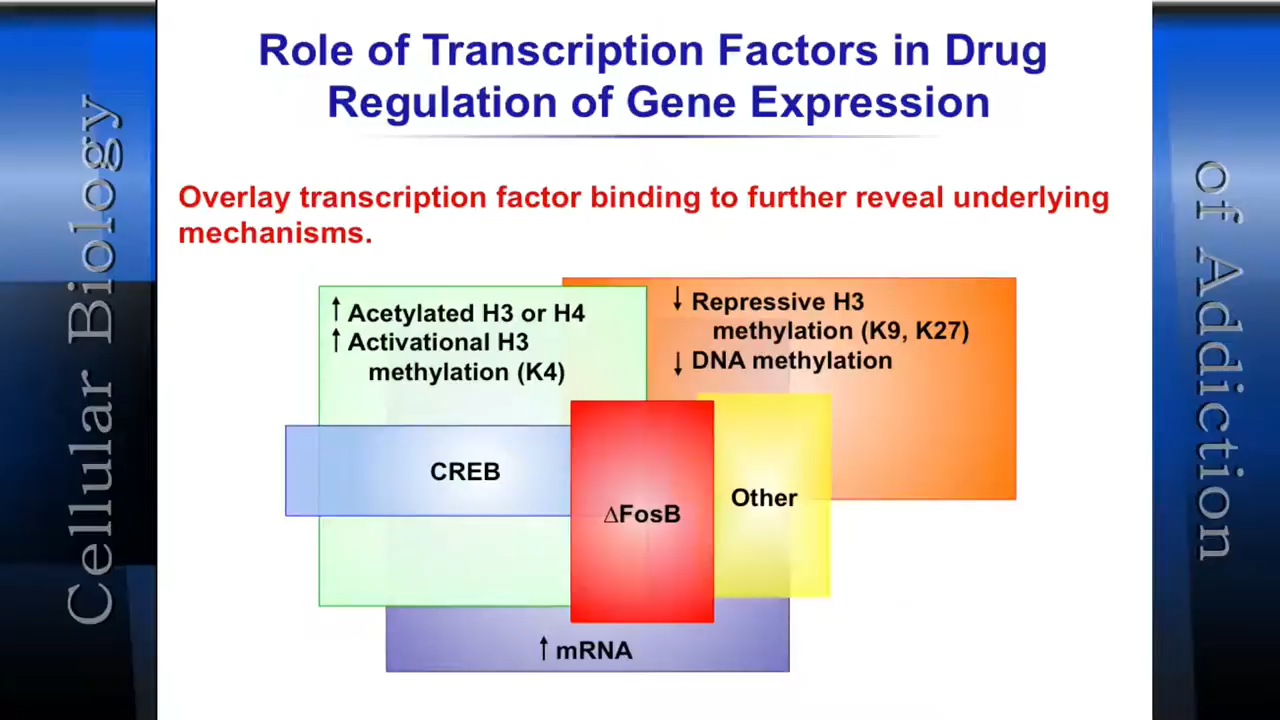 Role of Transcription Factors in Drug
Regulation of Gene Expression
Overlay transcription factor binding to further reveal underlying
mechanisms.
↑ Acetylated H3 or H4
↑ Activational H3
methylation (K4)
↓ Repressive H3
methylation (K9, K27)
↓ DNA methylation
CREB
∆FosB
Other
↑ mRNA
Cellular Biology
of Addiction